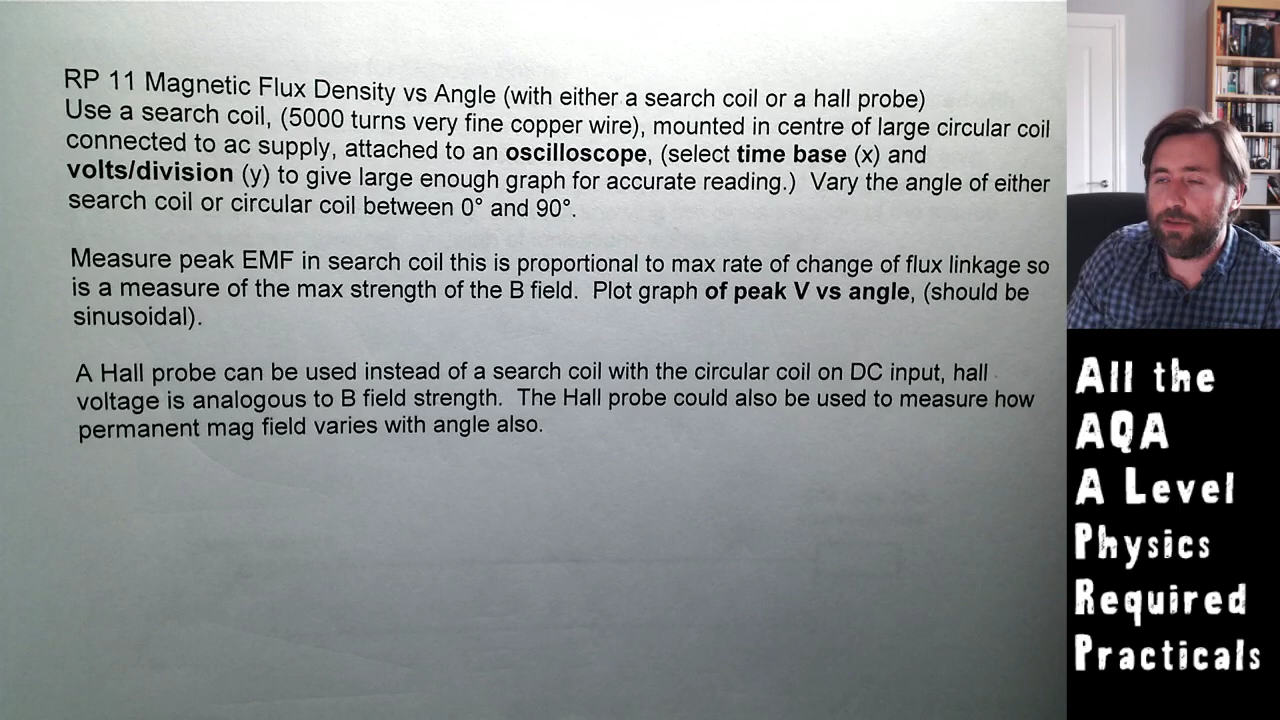 RP 11 Magnetic Flux Density vs Angle (with either a search coil or a hall probe)
Use a search coil, (5000 turns very fine copper wire), mounted in centre of large circular coil
connected to ac supply, attached to an oscilloscope, (select time base (x) and
volts/division (y) to give large enough graph for accurate reading.) Vary the angle of either
search coil or circular coil between 0° and 90°.
Measure peak EMF in search coil this is proportional to max rate of change of flux linkage so
is a measure of the max strength of the B field. Plot graph of peak V vs angle, (should be
sinusoidal).
A Hall probe can be used instead of a search coil with the circular coil on DC input, hall
voltage is analogous to B field strength. The Hall probe could also be used to measure how
permanent mag field varies with angle also.
All the
AQA
A Level
Physics
Required
Practicals